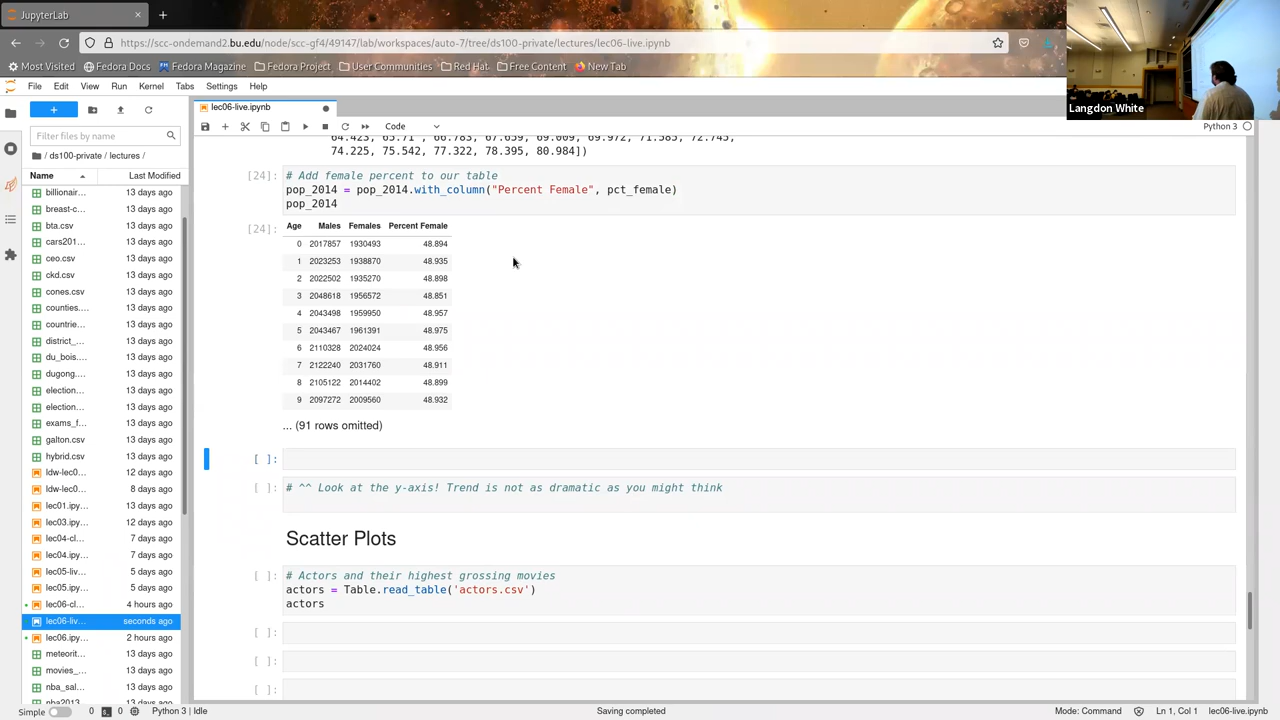 JupyterLab
https://scc-ondemand2.bu.edu/node/scc-gf4/49147/lab/workspaces/auto-7/tree/ds100-private/lectures/lec06-live.ipynb
Most Visited Fedora Docs Fedora Magazine Fedora Project User Communities Red Hat Free Content New Tab
Langdon White
File Edit View Run Kernel Tabs Settings Help
lec06-live.ipynb
Code
Python 3
Filter files by name
/ ds100-private / lectures /
Name Last Modified
billionair... 13 days ago
breast-c... 13 days ago
bta.csv 13 days ago
cars201... 13 days ago
ceo.csv 13 days ago
ckd.csv 13 days ago
cones.csv 13 days ago
counties.... 13 days ago
countrie... 13 days ago
district_... 13 days ago
du_bois.... 13 days ago
dugong.... 13 days ago
election... 13 days ago
election... 13 days ago
exams_f... 13 days ago
galton.csv 13 days ago
hybrid.csv 13 days ago
ldw-lec0... 12 days ago
ldw-lec0... 8 days ago
lec01.ipy... 13 days ago
lec03.ipy... 12 days ago
lec04-cl... 7 days ago
lec04.ipy... 7 days ago
lec05-liv... 5 days ago
lec05.ipy... 5 days ago
lec06-cl... 4 hours ago
lec06-liv... seconds ago
lec06.ipy... 2 hours ago
meteorit... 13 days ago
movies_... 13 days ago
nba_sal... 13 days ago
nba2013... 13 days ago
74.225, 75.542, 77.322, 78.395, 80.984])
[24]: # Add female percent to our table
pop_2014 = pop_2014.with_column("Percent Female", pct_female)
pop_2014
[24]: Age Males Females Percent Female
0 2017857 1930493 48.894
1 2023253 1938870 48.935
2 2022502 1935270 48.898
3 2048618 1956572 48.851
4 2043498 1959950 48.957
5 2043467 1961391 48.975
6 2110328 2024024 48.956
7 2122240 2031760 48.911
8 2105122 2014402 48.899
9 2097272 2009560 48.932
... (91 rows omitted)
[ ]:
[ ]: # ^^ Look at the y-axis! Trend is not as dramatic as you might think
Scatter Plots
[ ]: # Actors and their highest grossing movies
actors = Table.read_table('actors.csv')
actors
[ ]:
[ ]:
[ ]:
Simple 0 0 Python 3 | Idle Saving completed Mode: Command Ln 1, Col 1 lec06-live.ipynb